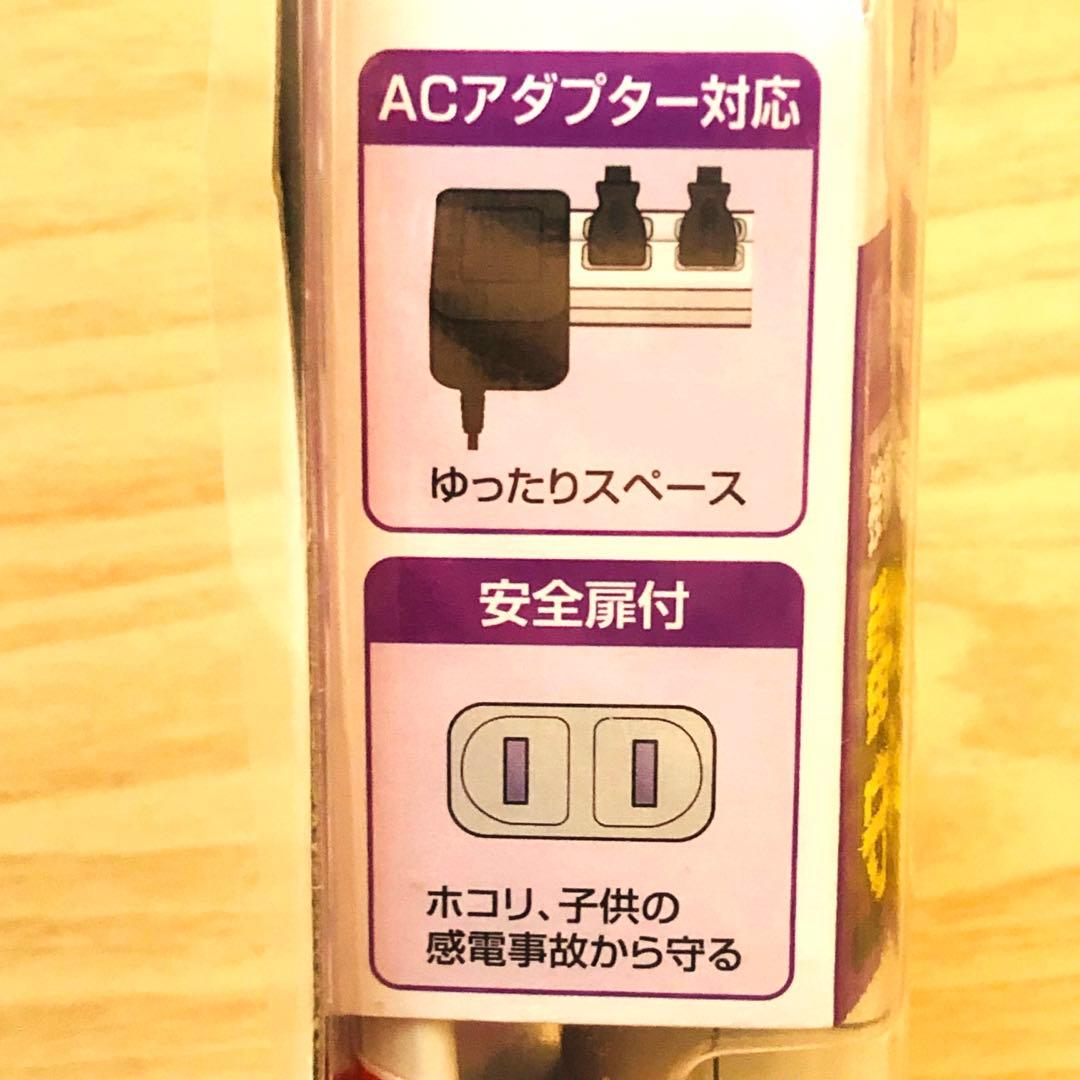 ACアダプター対応
ゆったりスペース
安全扉付
ホコリ、子供の
感電事故から守る